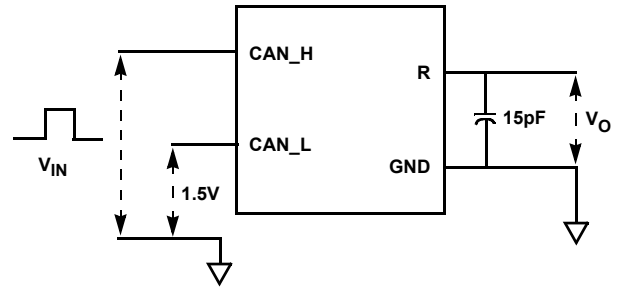 CAN_H
R
15pF
V_O
CAN_L
V_IN
GND
1.5V